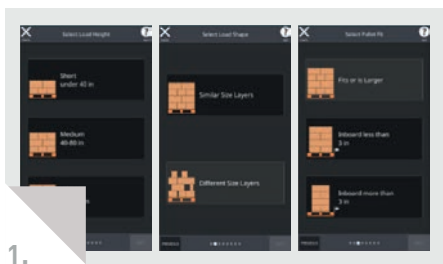 Select Load Height
?
Short
under 40 in
Medium
40-80 in
Select Load Shape
?
Similar Size Layers
Different Size Layers
PREVIOUS
Select Pallet Fit
?
Fits or is Larger
Inboard less than
3 in
Inboard more than
3 in
PREVIOUS
1.